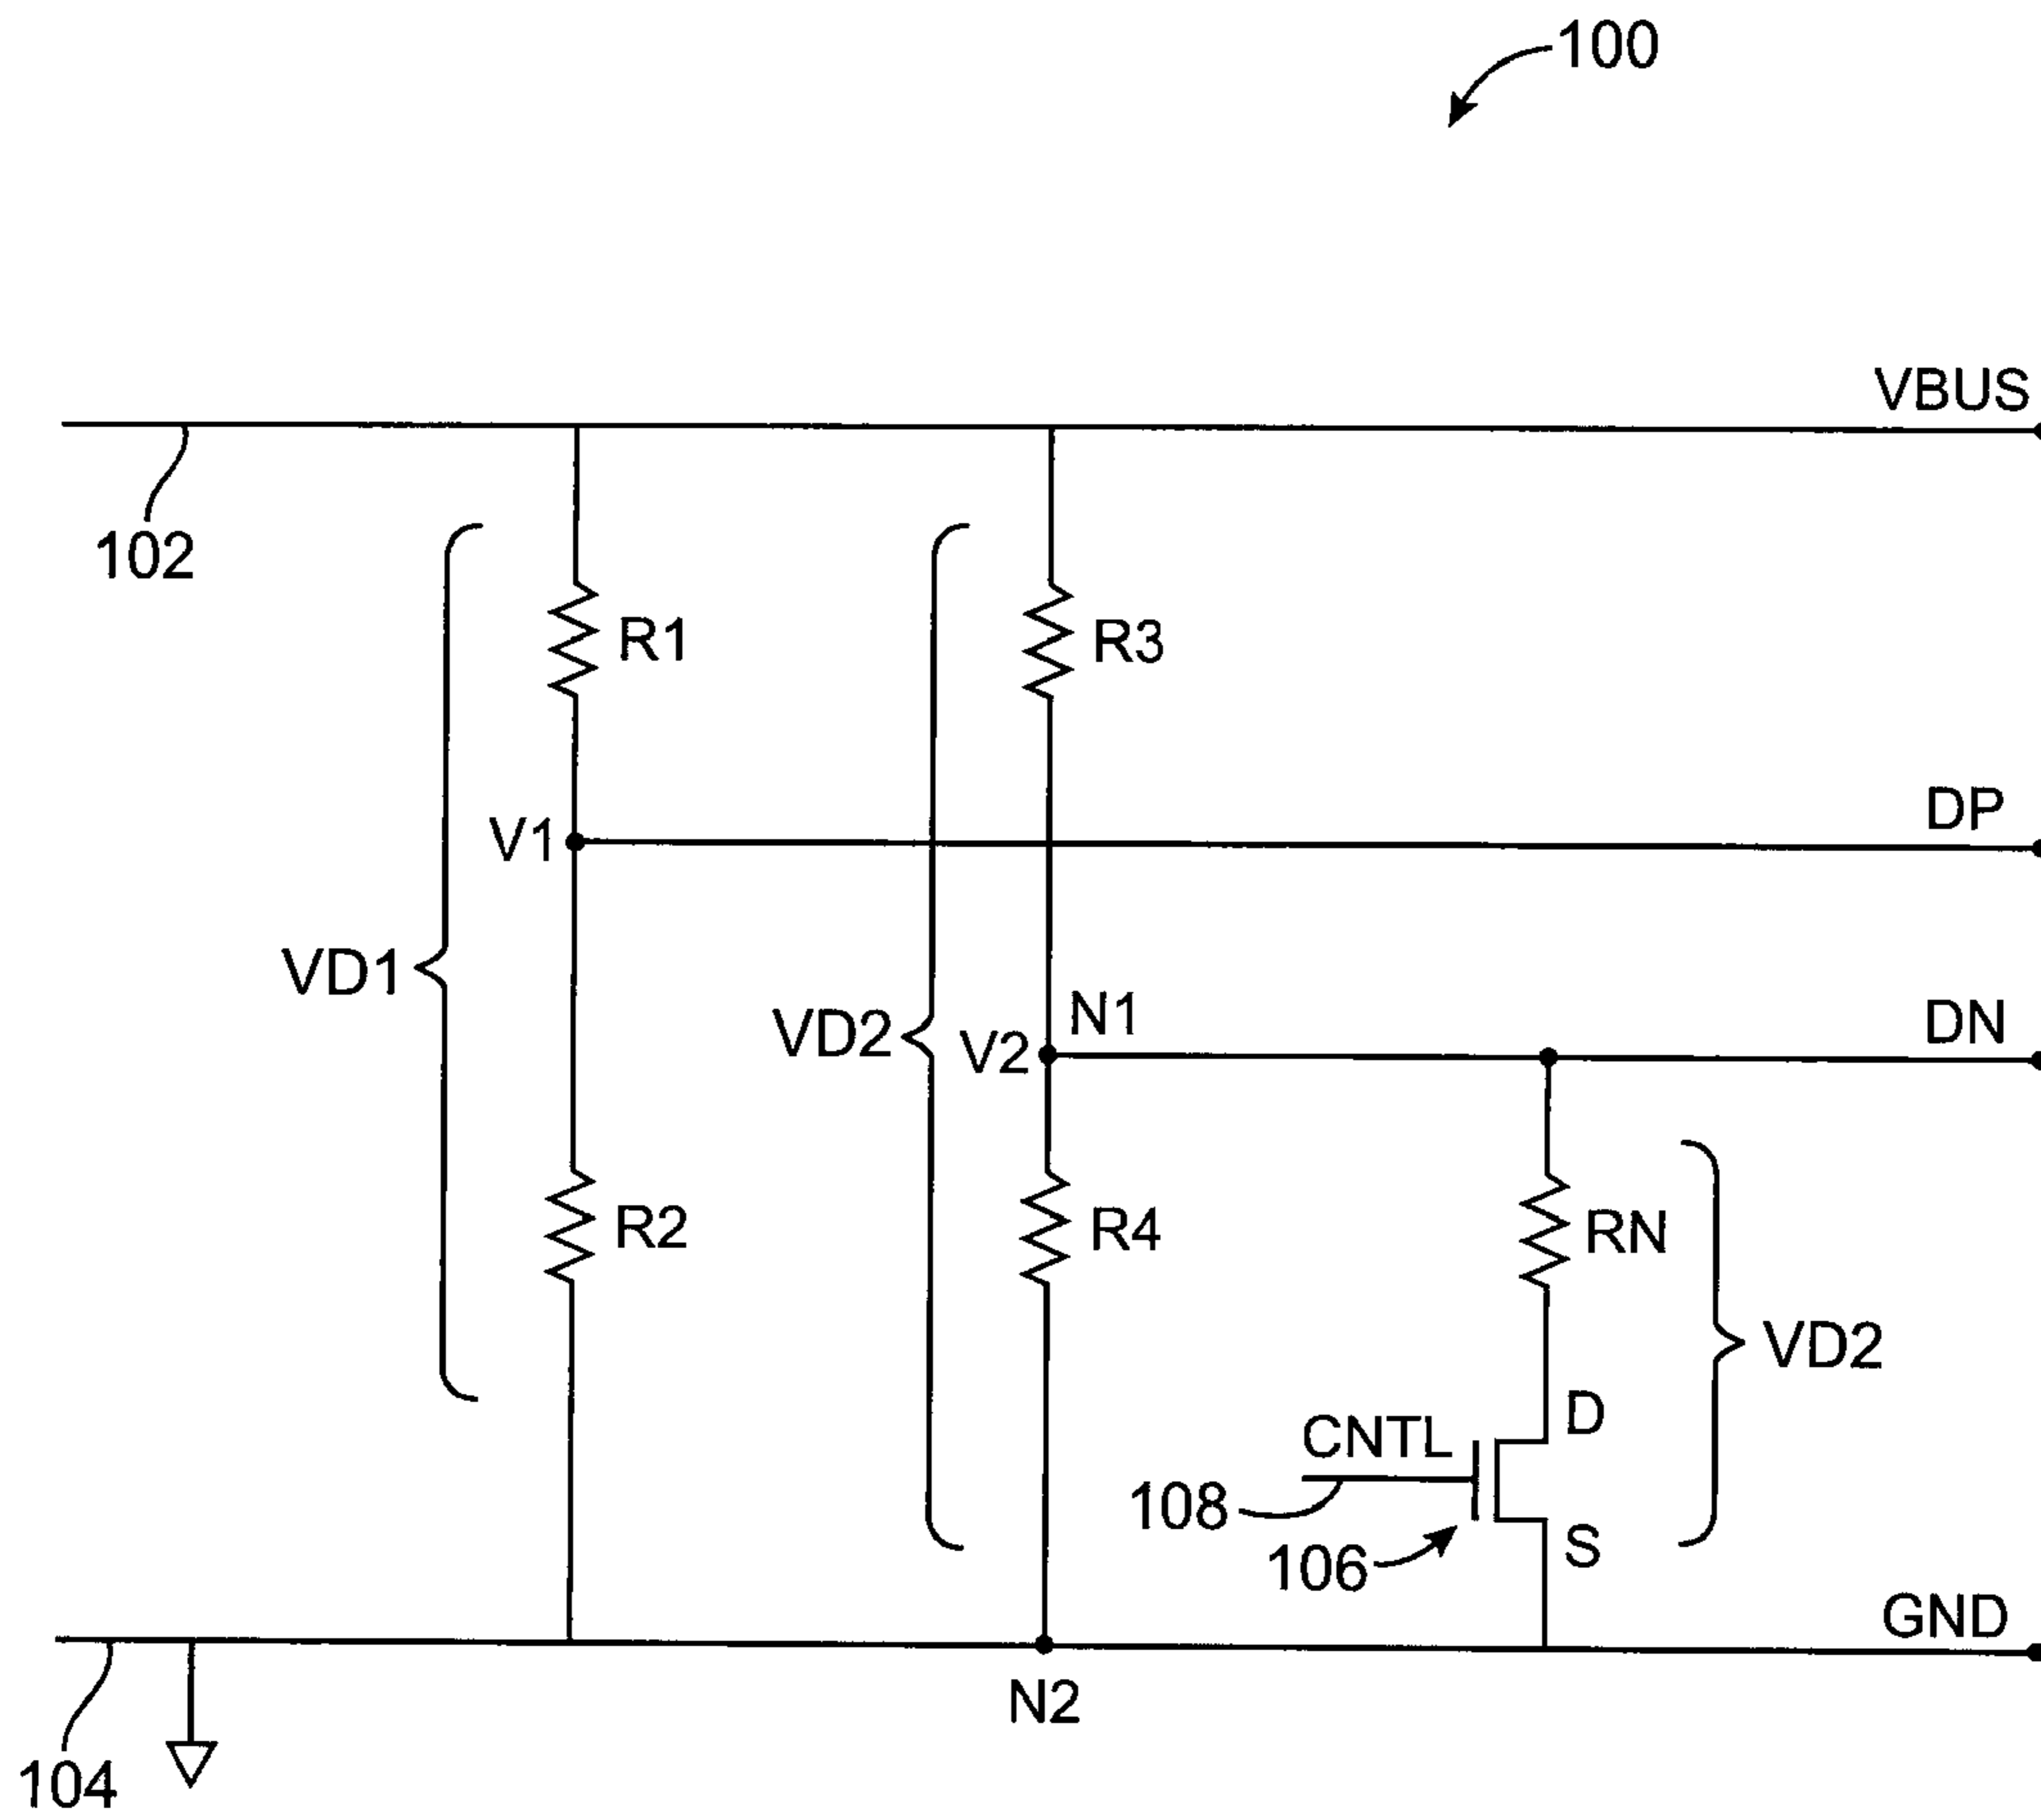 100
VBUS
102
R1
R3
DP
V1
VD1
N1
DN
VD2
V2
R2
R4
RN
VD2
D
CNTL
108
S
106
GND
N2
104